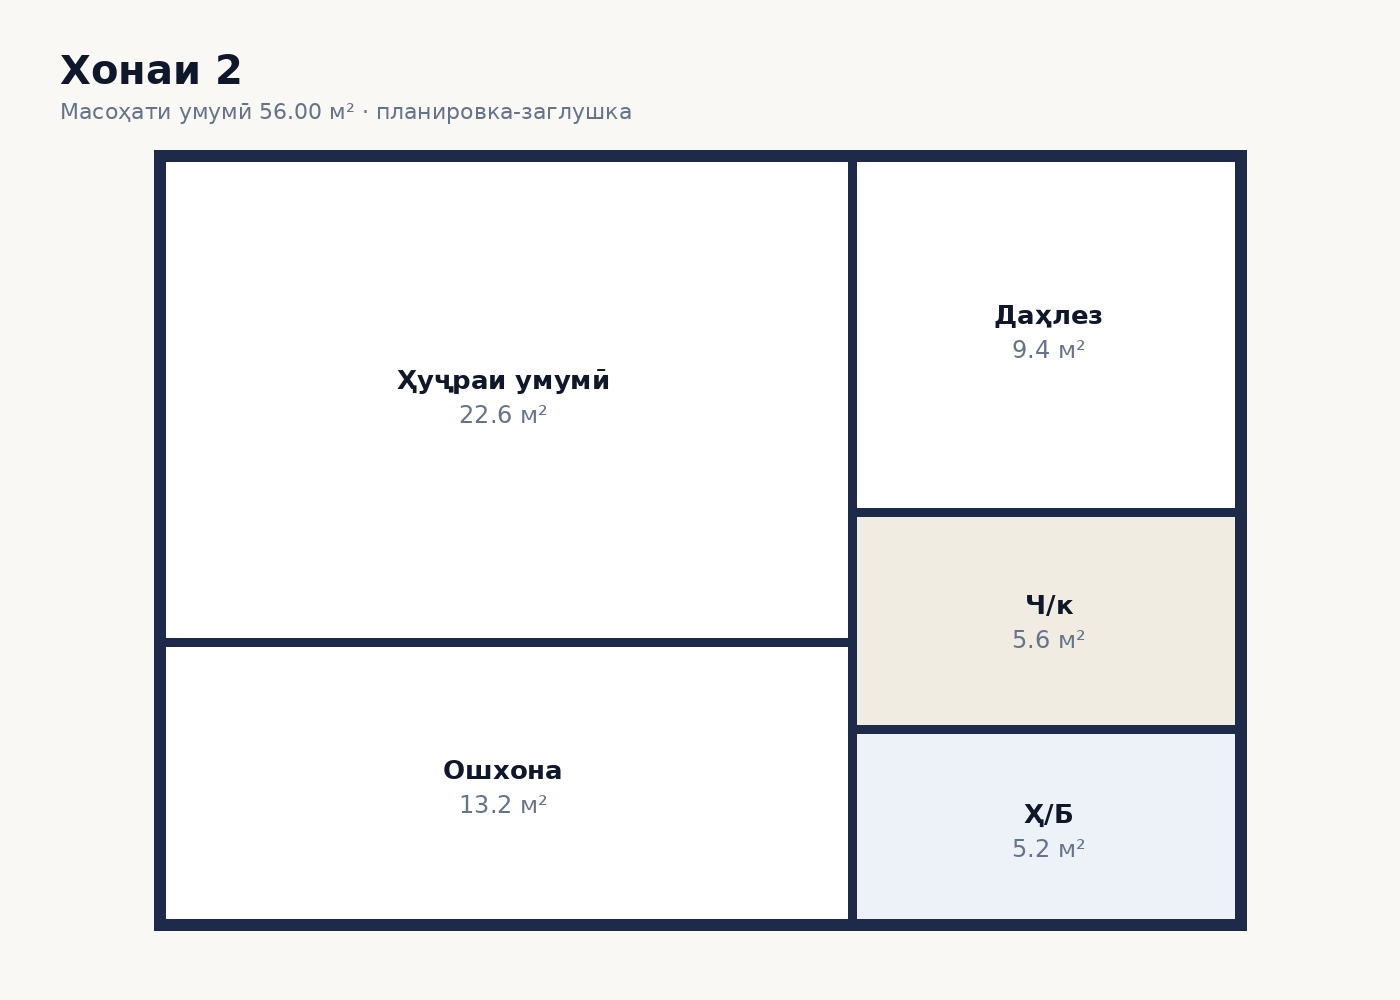 Хонаи 2
Масоҳати умумӣ 56.00 м² · планировка-заглушка
Ҳуҷраи умумӣ
22.6 м²
Даҳлез
9.4 м²
Ч/к
5.6 м²
Ошхона
13.2 м²
Ҳ/Б
5.2 м²